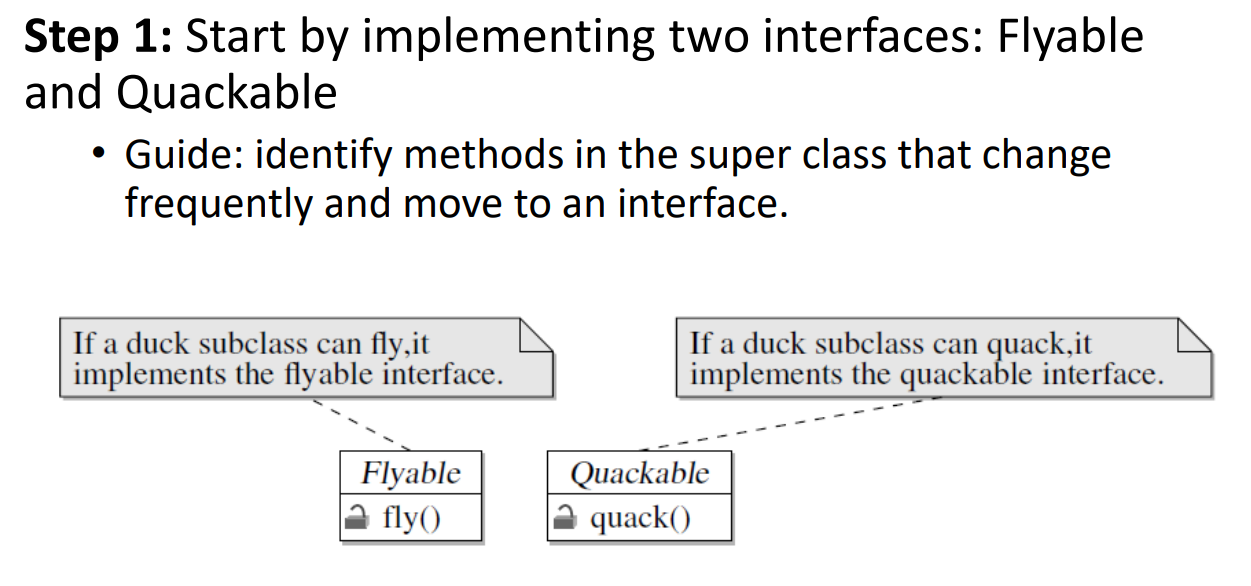 Step 1: Start by implementing two interfaces: Flyable
and Quackable
• Guide: identify methods in the super class that change
frequently and move to an interface.
If a duck subclass can fly,it
implements the flyable interface.
If a duck subclass can quack,it
implements the quackable interface.
Flyable
fly()
Quackable
quack()